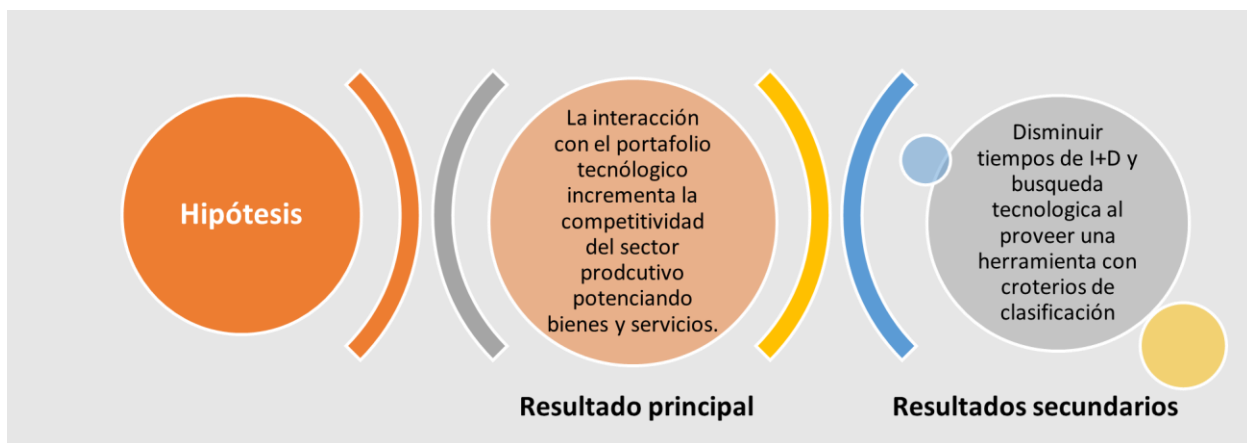 Hipótesis
La interacción
con el portafolio
tecnólogico
incrementa la
competitividad
del sector
prodcutivo
potenciando
bienes y servicios.
Disminuir
tiempos de I+D y
busqueda
tecnologica al
proveer una
herramienta con
croterios de
clasificación
Resultado principal
Resultados secundarios